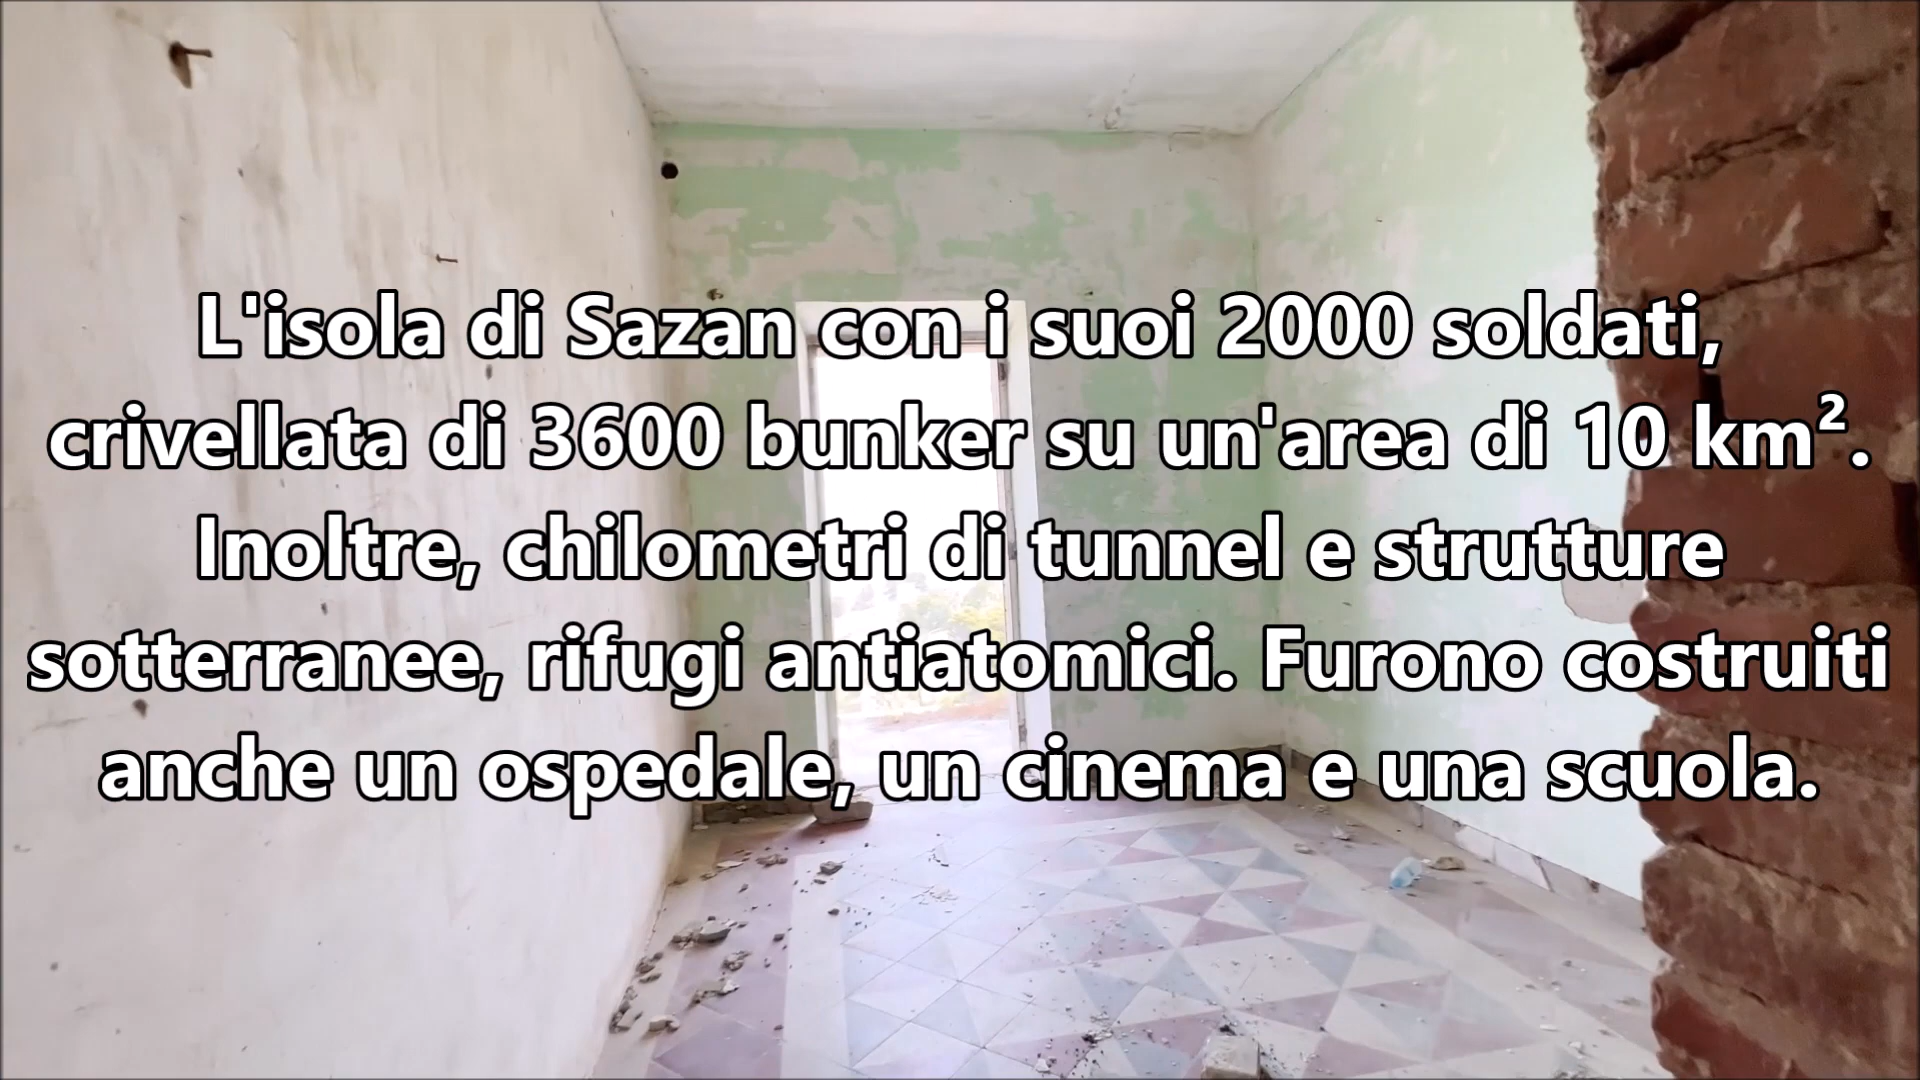 L'isola di Sazan con i suoi 2000 soldati,
crivellata di 3600 bunker su un'area di 10 km².
Inoltre, chilometri di tunnel e strutture
sotterranee, rifugi antiatomici. Furono costruiti
anche un ospedale, un cinema e una scuola.